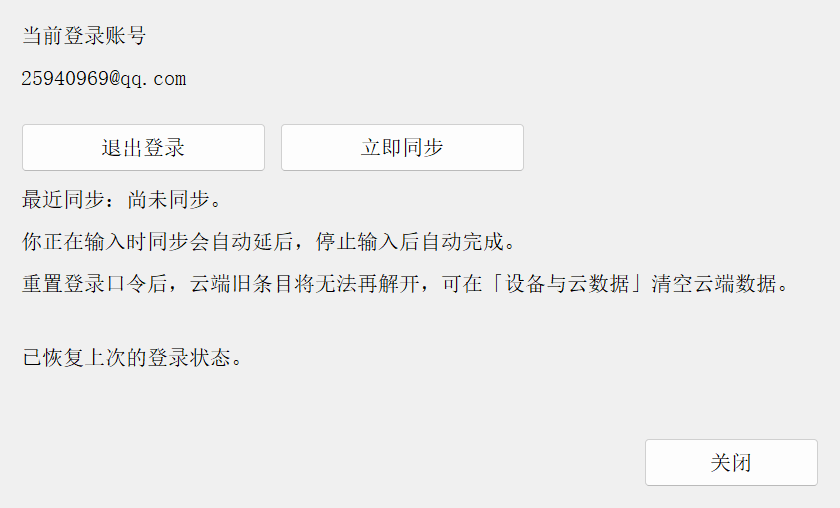 当前登录账号
25940969@qq.com
退出登录
立即同步
最近同步：尚未同步。
你正在输入时同步会自动延后，停止输入后自动完成。
重置登录口令后，云端旧条目将无法再解开，可在「设备与云数据」清空云端数据。
已恢复上次的登录状态。
关闭